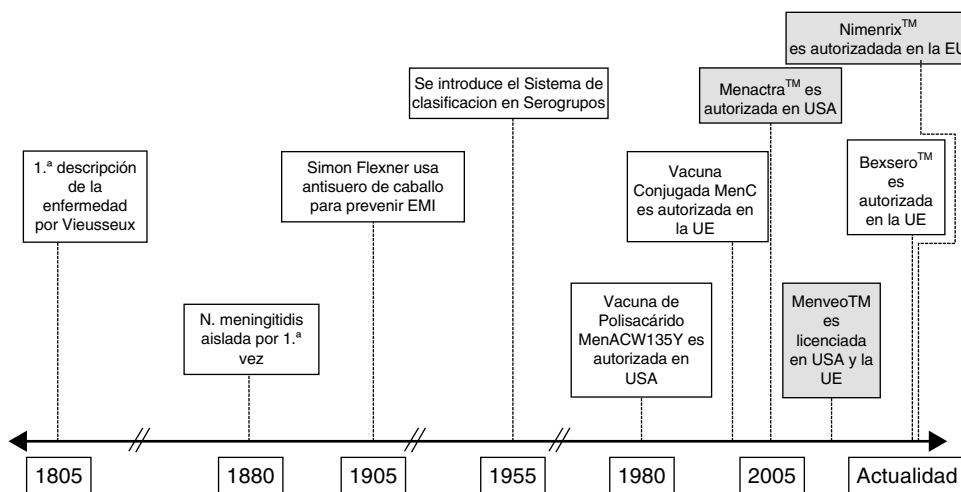 Nimenrix™
es autorizadada en la EU
Se introduce el Sistema de
clasificacion en Serogrupos
Menactra™ es
autorizada en USA
1.ª descripción
de la
enfermedad
por Vieusseux
Simon Flexner usa
antisuero de caballo
para prevenir EMI
Vacuna
Conjugada MenC
es autorizada en
la UE
Bexsero™
es
autorizada
en la UE
N. meningitidis
aislada por 1.ª
vez
Vacuna de
Polisacárido
MenACW135Y es
autorizada en
USA
MenveoTM
es
licenciada
en USA y la
UE
1805
1880
1905
1955
1980
2005
Actualidad